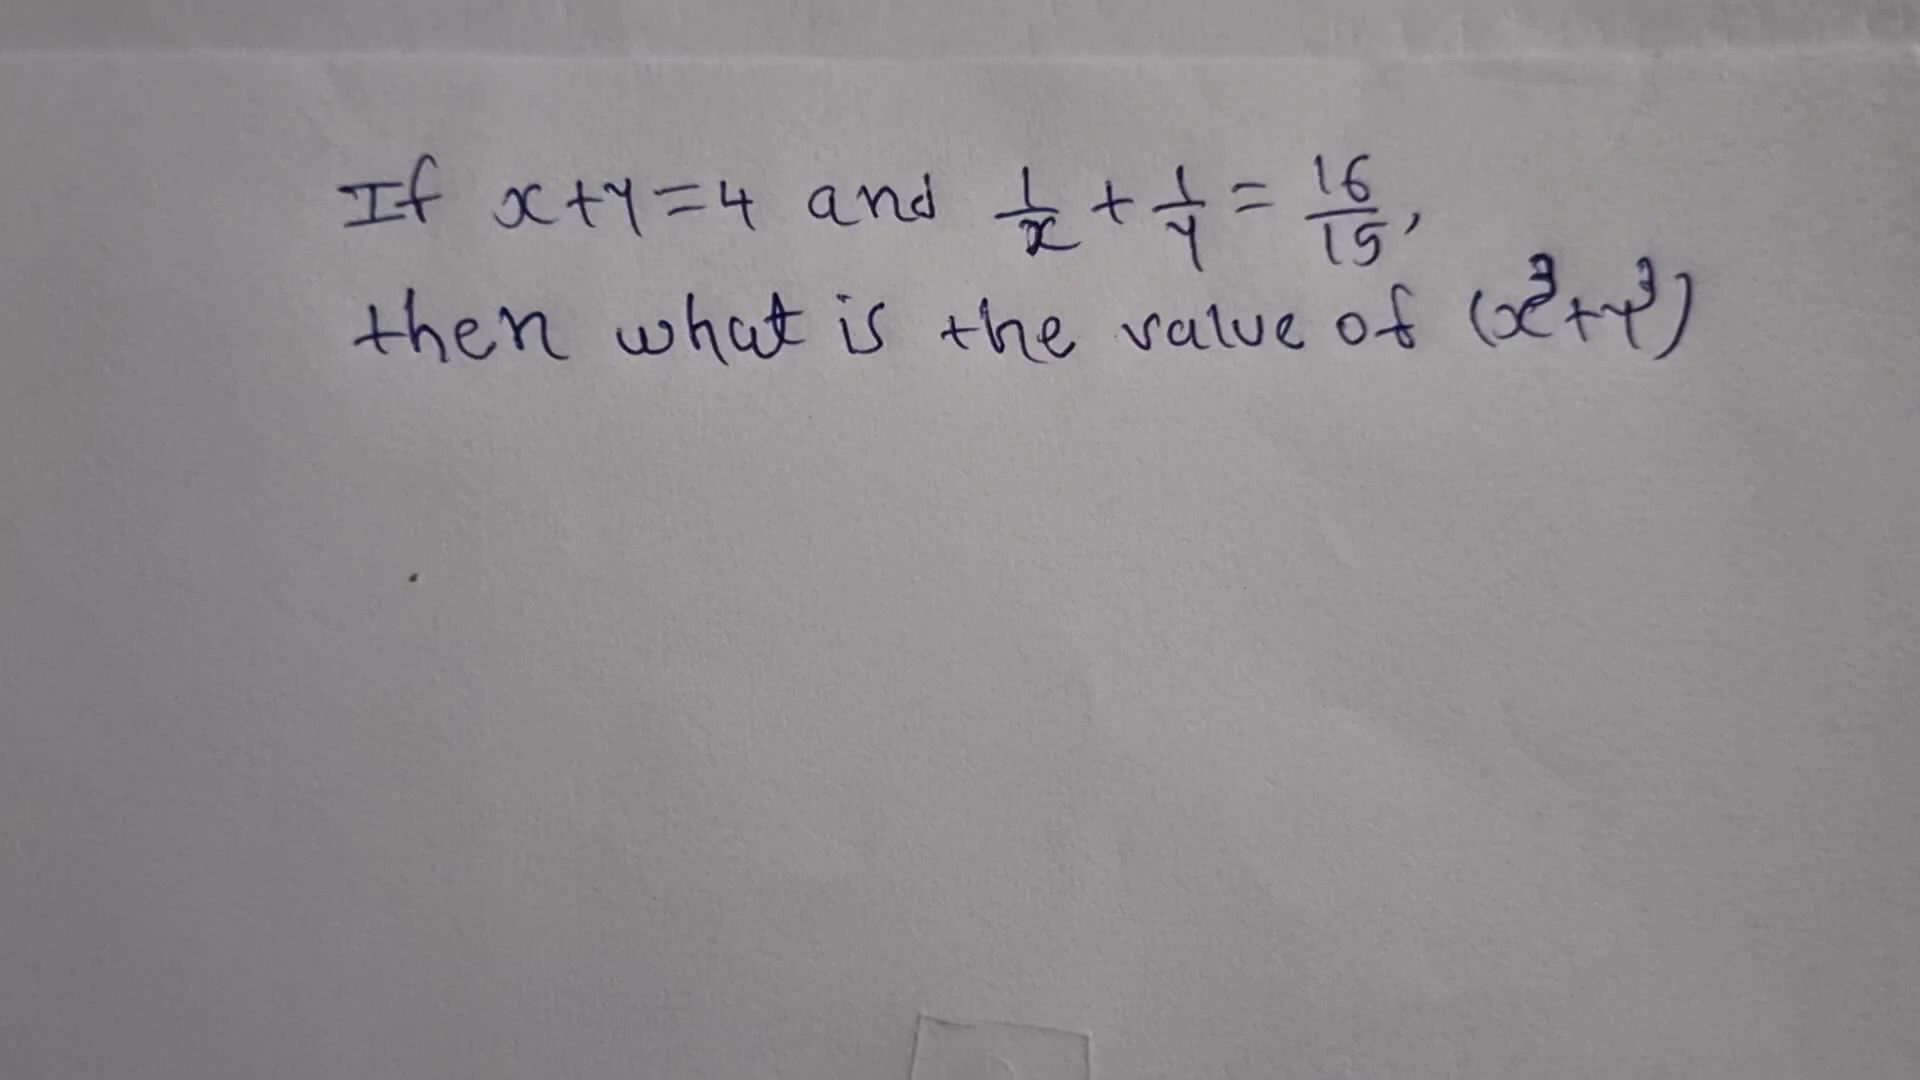 If x+y=4 and 1/x + 1/y = 16/15,
then what is the value of (x³+y³)